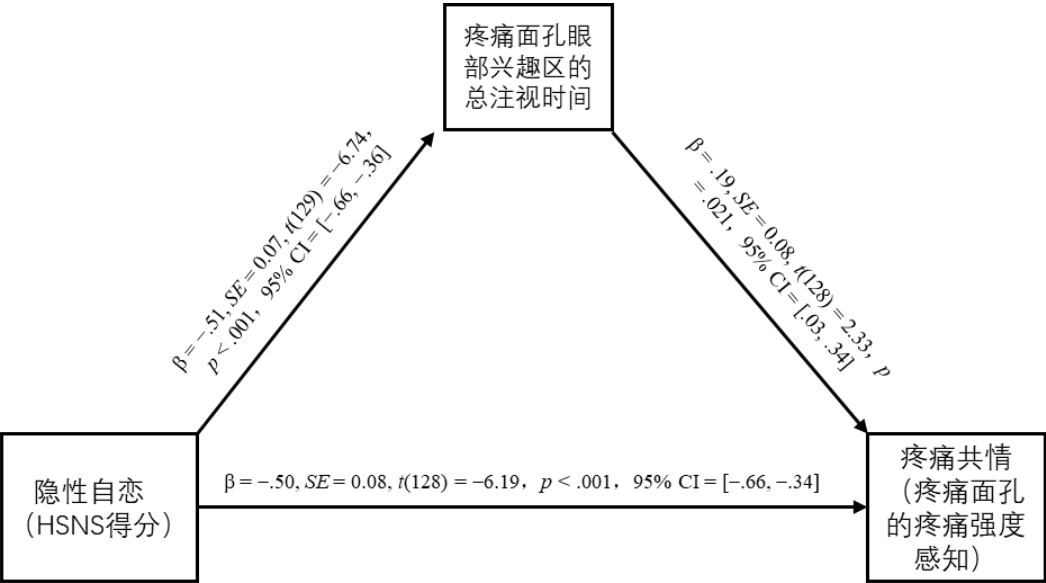 疼痛面孔眼
部兴趣区的
总注视时间
β = −.51, SE = 0.07, t(129) = −6.74,
p < .001，95% CI = [−.66, −.36]
β = .19, SE = 0.08, t(128) = 2.33，p
= .021，95% CI = [.03, .34]
隐性自恋
（HSNS得分）
β = −.50, SE = 0.08, t(128) = −6.19，p < .001，95% CI = [−.66, −.34]
疼痛共情
（疼痛面孔
的疼痛强度
感知）